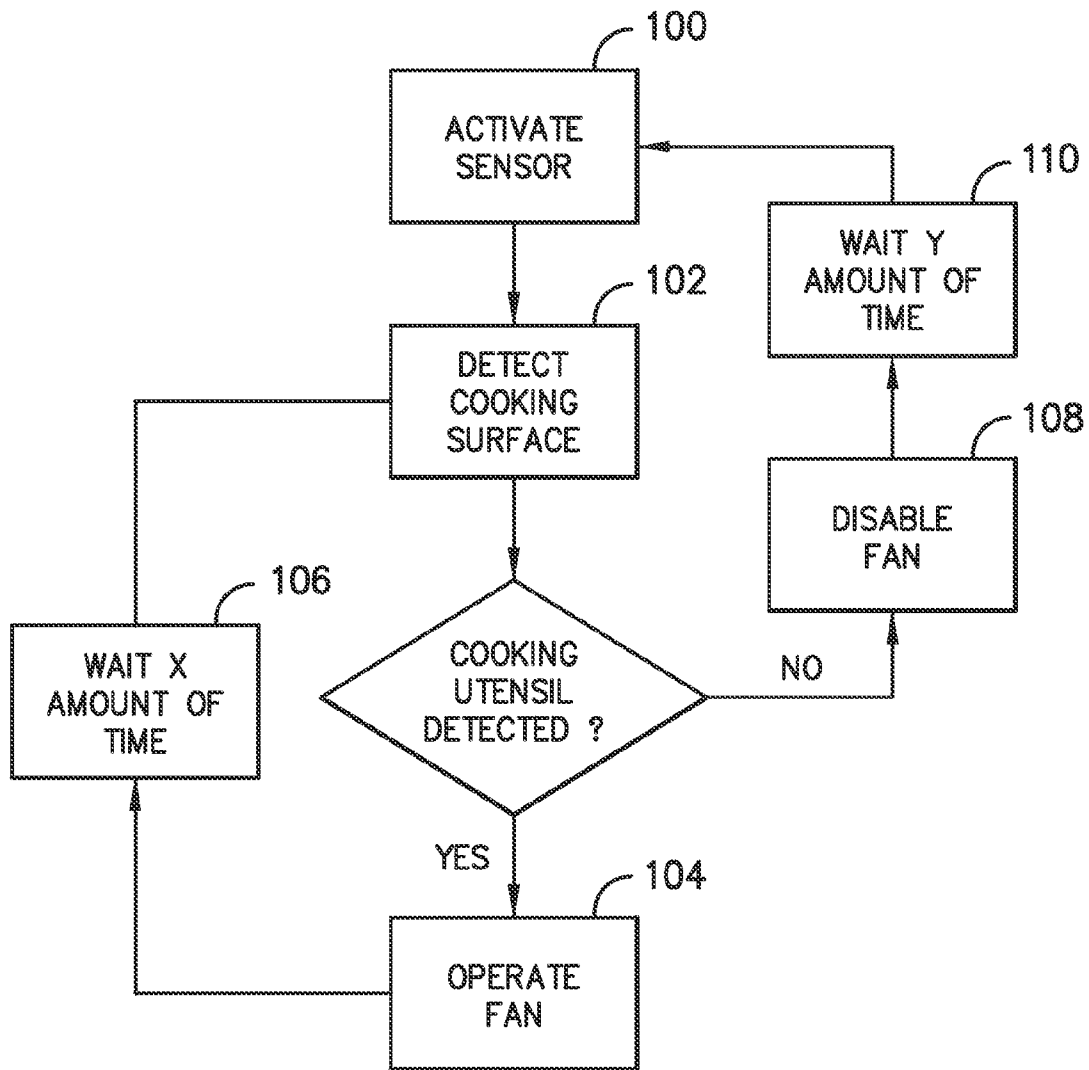 100
ACTIVATE
SENSOR
110
WAIT Y
AMOUNT OF
TIME
102
DETECT
COOKING
SURFACE
108
DISABLE
FAN
106
WAIT X
AMOUNT OF
TIME
COOKING
UTENSIL
DETECTED ?
NO
YES
104
OPERATE
FAN